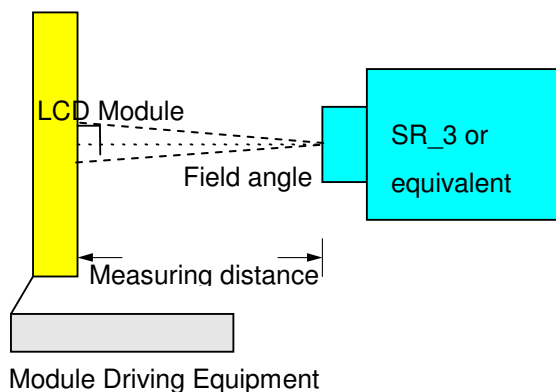 LCD Module
SR_3 or
equivalent
Field angle
Measuring distance
Module Driving Equipment